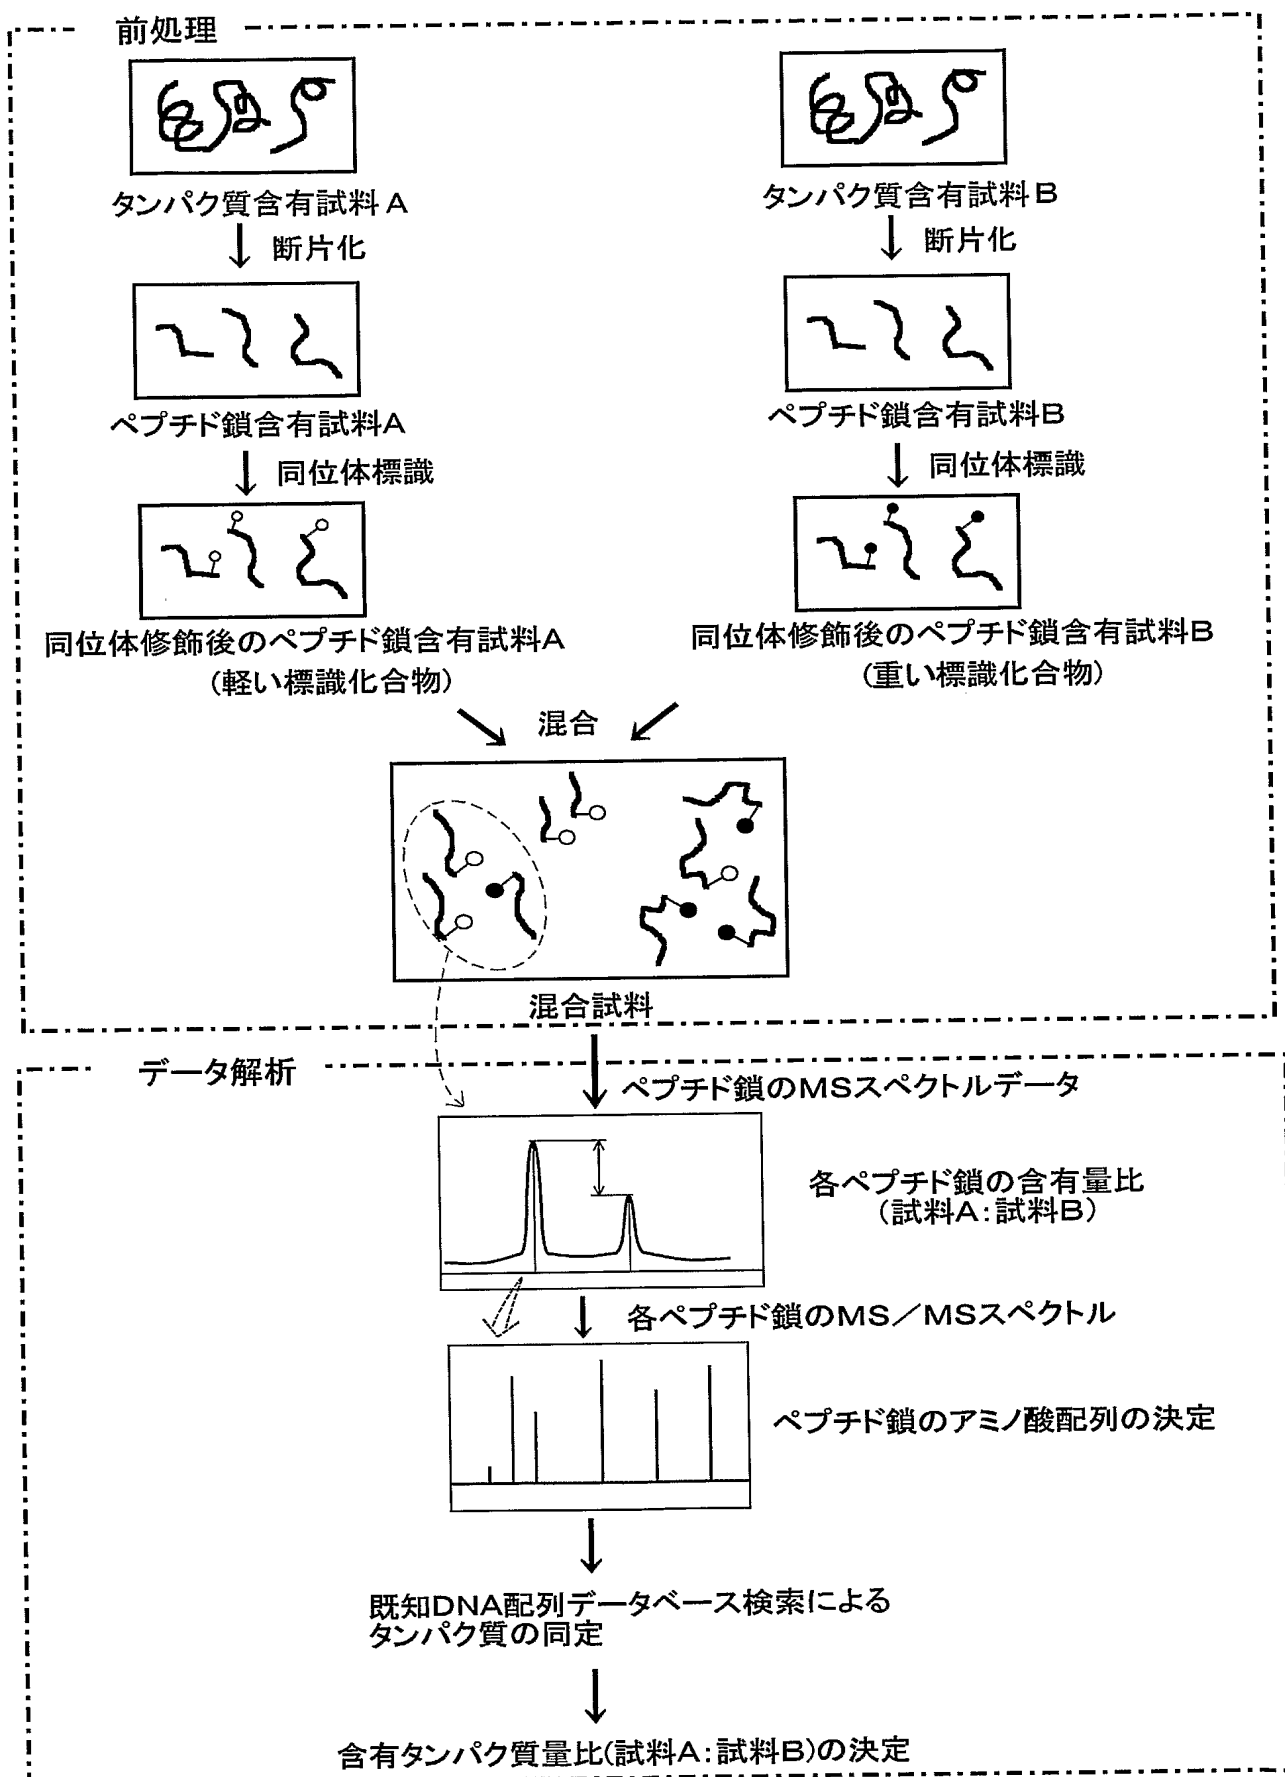 前処理
タンパク質含有試料A
タンパク質含有試料B
断片化
断片化
ペプチド鎖含有試料A
ペプチド鎖含有試料B
同位体標識
同位体標識
同位体修飾後のペプチド鎖含有試料A
(軽い標識化合物)
同位体修飾後のペプチド鎖含有試料B
(重い標識化合物)
混合
混合試料
データ解析
ペプチド鎖のMSスペクトルデータ
各ペプチド鎖の含有量比
(試料A:試料B)
各ペプチド鎖のMS/MSスペクトル
ペプチド鎖のアミノ酸配列の決定
既知DNA配列データベース検索による
タンパク質の同定
含有タンパク質量比(試料A:試料B)の決定